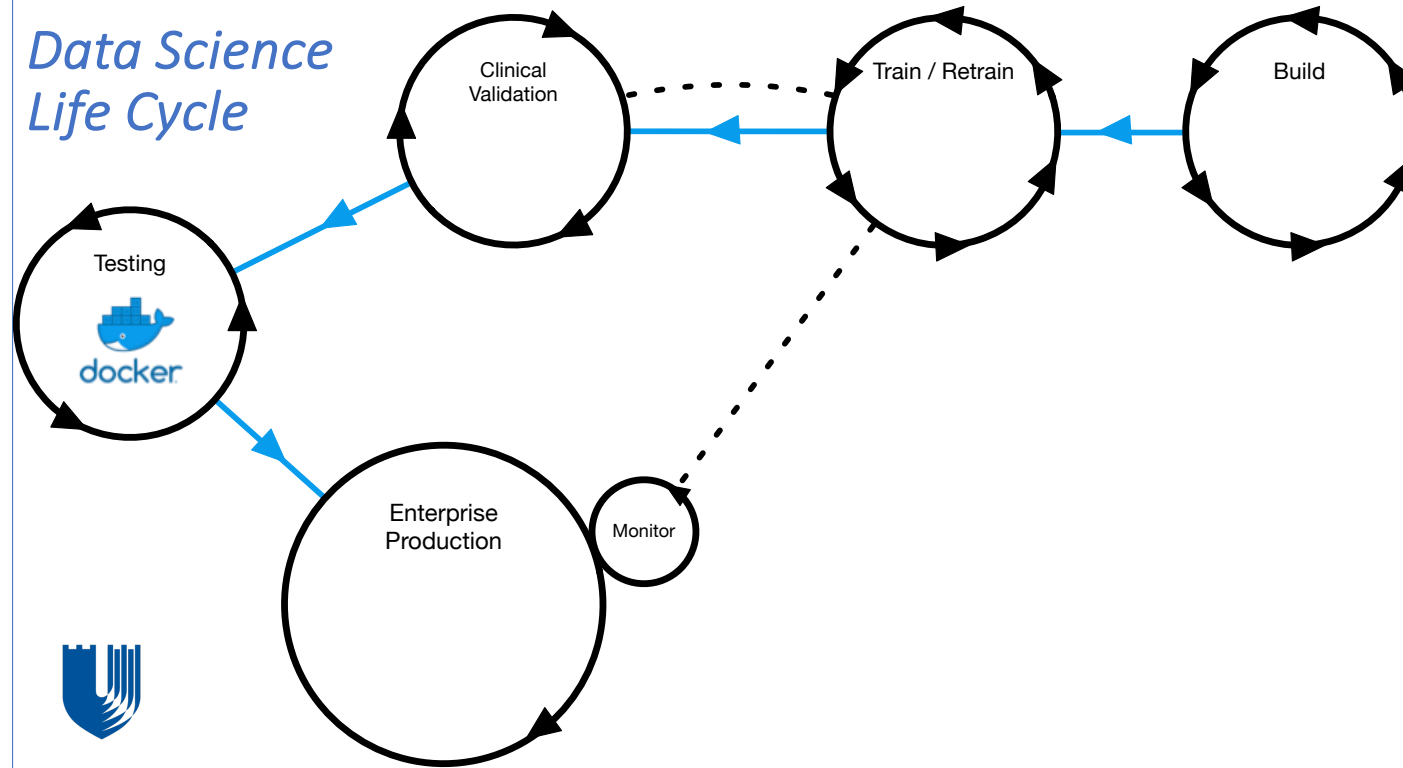 Data Science
Life Cycle
Clinical
Validation
Train / Retrain
Build
Testing
docker
Enterprise
Production
Monitor